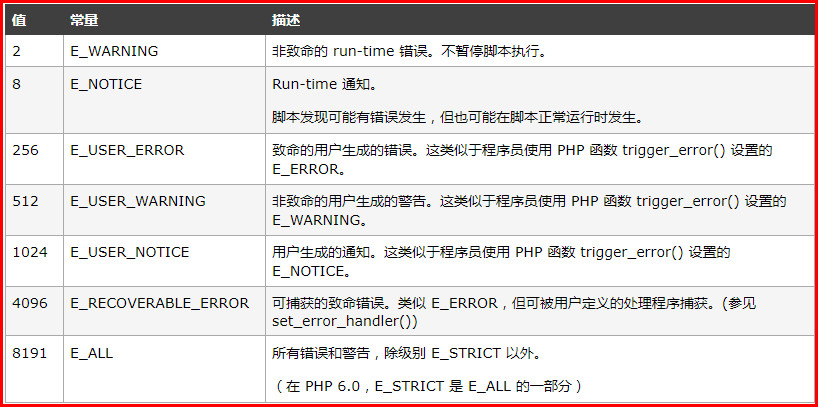 值 常量 描述
2 E_WARNING 非致命的 run-time 错误。不暂停脚本执行。
8 E_NOTICE Run-time 通知。
脚本发现可能有错误发生，但也可能在脚本正常运行时发生。
256 E_USER_ERROR 致命的用户生成的错误。这类似于程序员使用 PHP 函数 trigger_error() 设置的
E_ERROR。
512 E_USER_WARNING 非致命的用户生成的警告。这类似于程序员使用 PHP 函数 trigger_error() 设置的
E_WARNING。
1024 E_USER_NOTICE 用户生成的通知。这类似于程序员使用 PHP 函数 trigger_error() 设置的
E_NOTICE。
4096 E_RECOVERABLE_ERROR 可捕获的致命错误。类似 E_ERROR，但可被用户定义的处理程序捕获。(参见
set_error_handler())
8191 E_ALL 所有错误和警告，除级别 E_STRICT 以外。
（在 PHP 6.0，E_STRICT 是 E_ALL 的一部分）